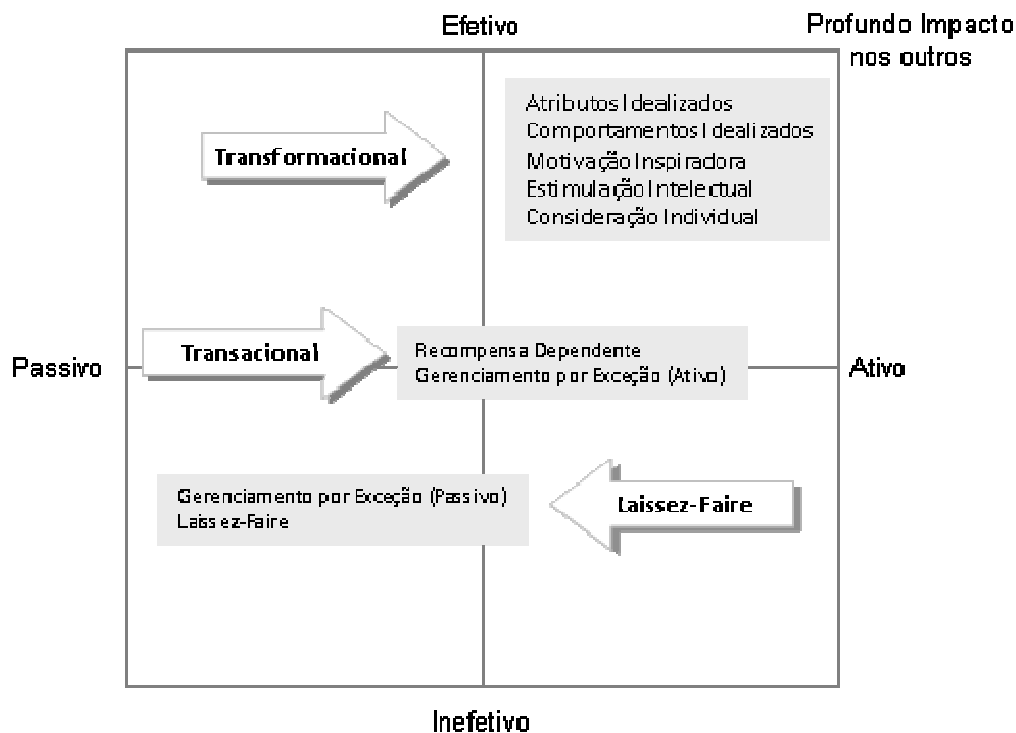 Efetivo
Profundo Impacto
nos outros
Transformacional
Atributos Idealizados
Comportamentos Idealizados
Motivação Inspiradora
Estimulação Intelectual
Consideração Individual
Passivo
Transacional
Recompensa Dependente
Gerenciamento por Exceção (Ativo)
Ativo
Gerenciamento por Exceção (Passivo)
Laissez-Faire
Laissez-Faire
Inefetivo